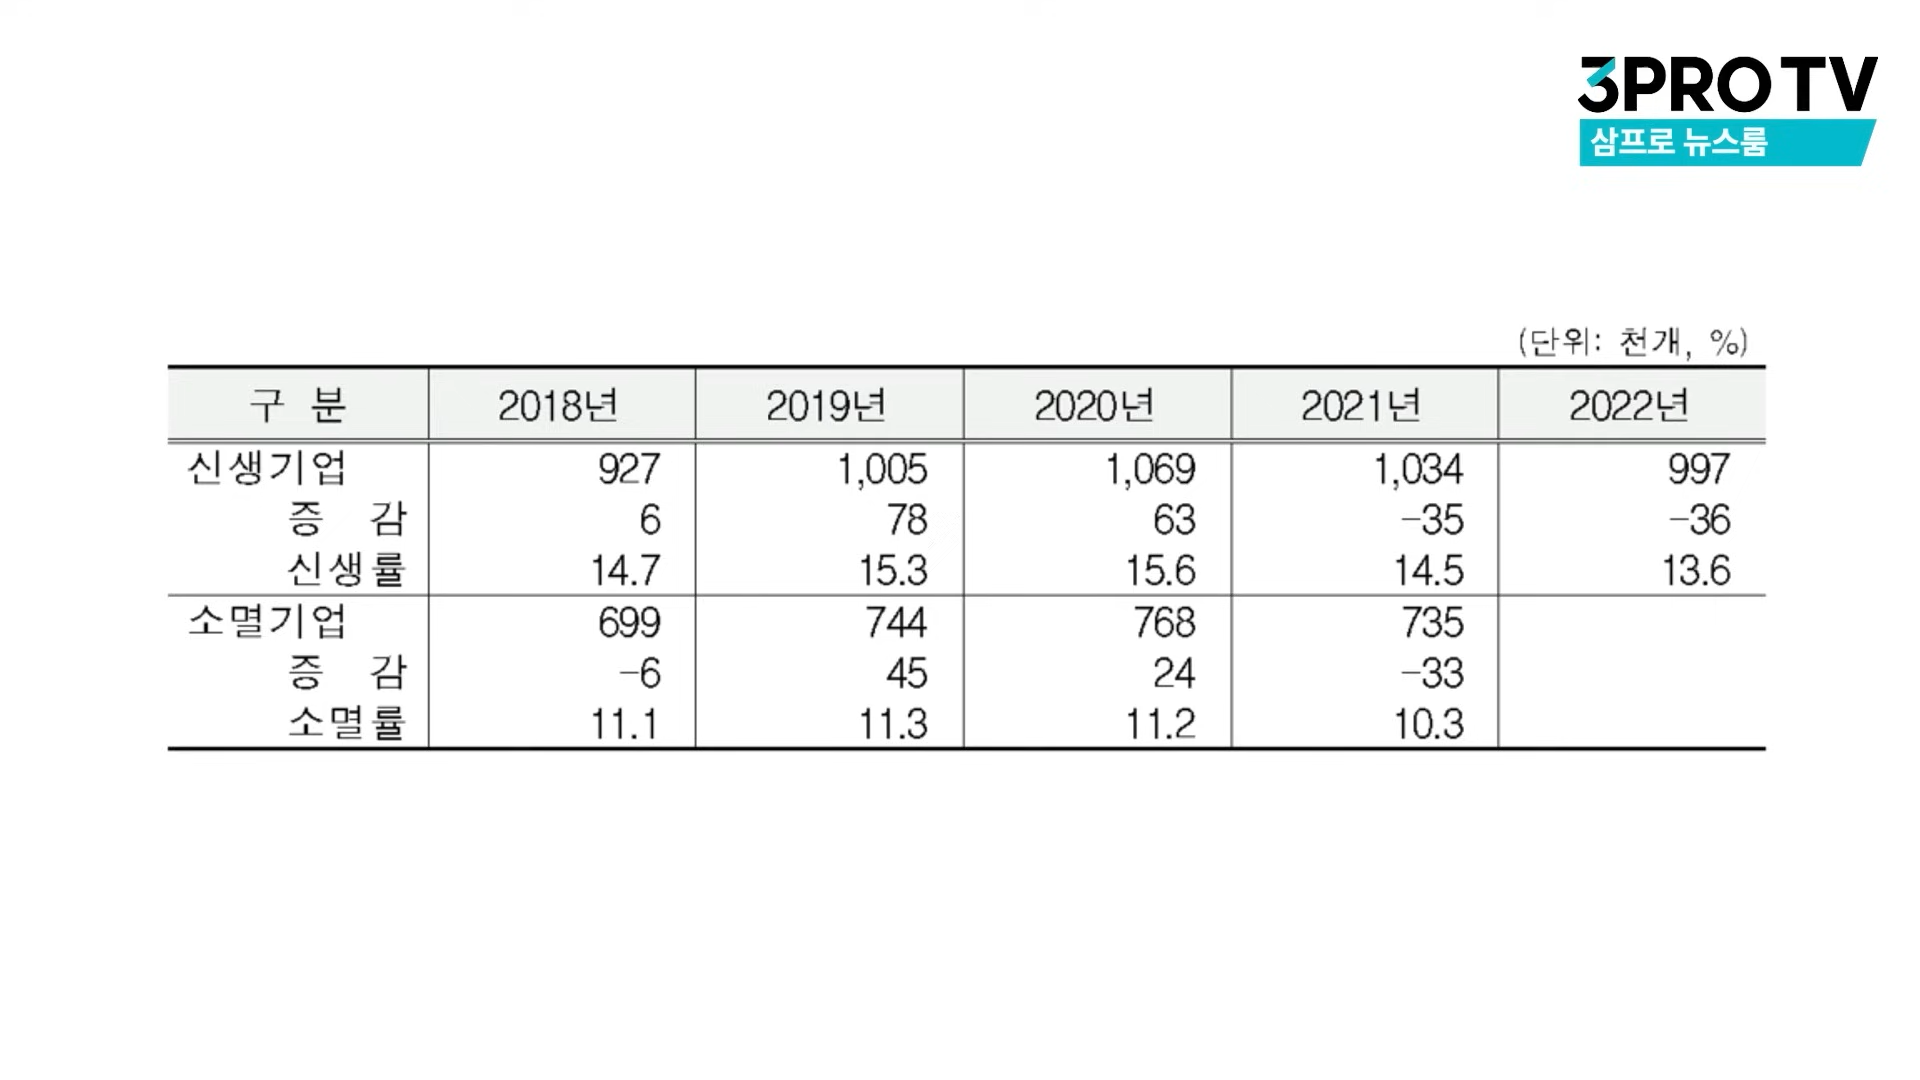 3PROTV
삼프로 뉴스룸
(단위: 천개, %)
구 분 2018년 2019년 2020년 2021년 2022년
신생기업 927 1,005 1,069 1,034 997
증 감 6 78 63 -35 -36
신생률 14.7 15.3 15.6 14.5 13.6
소멸기업 699 744 768 735
증 감 -6 45 24 -33
소멸률 11.1 11.3 11.2 10.3